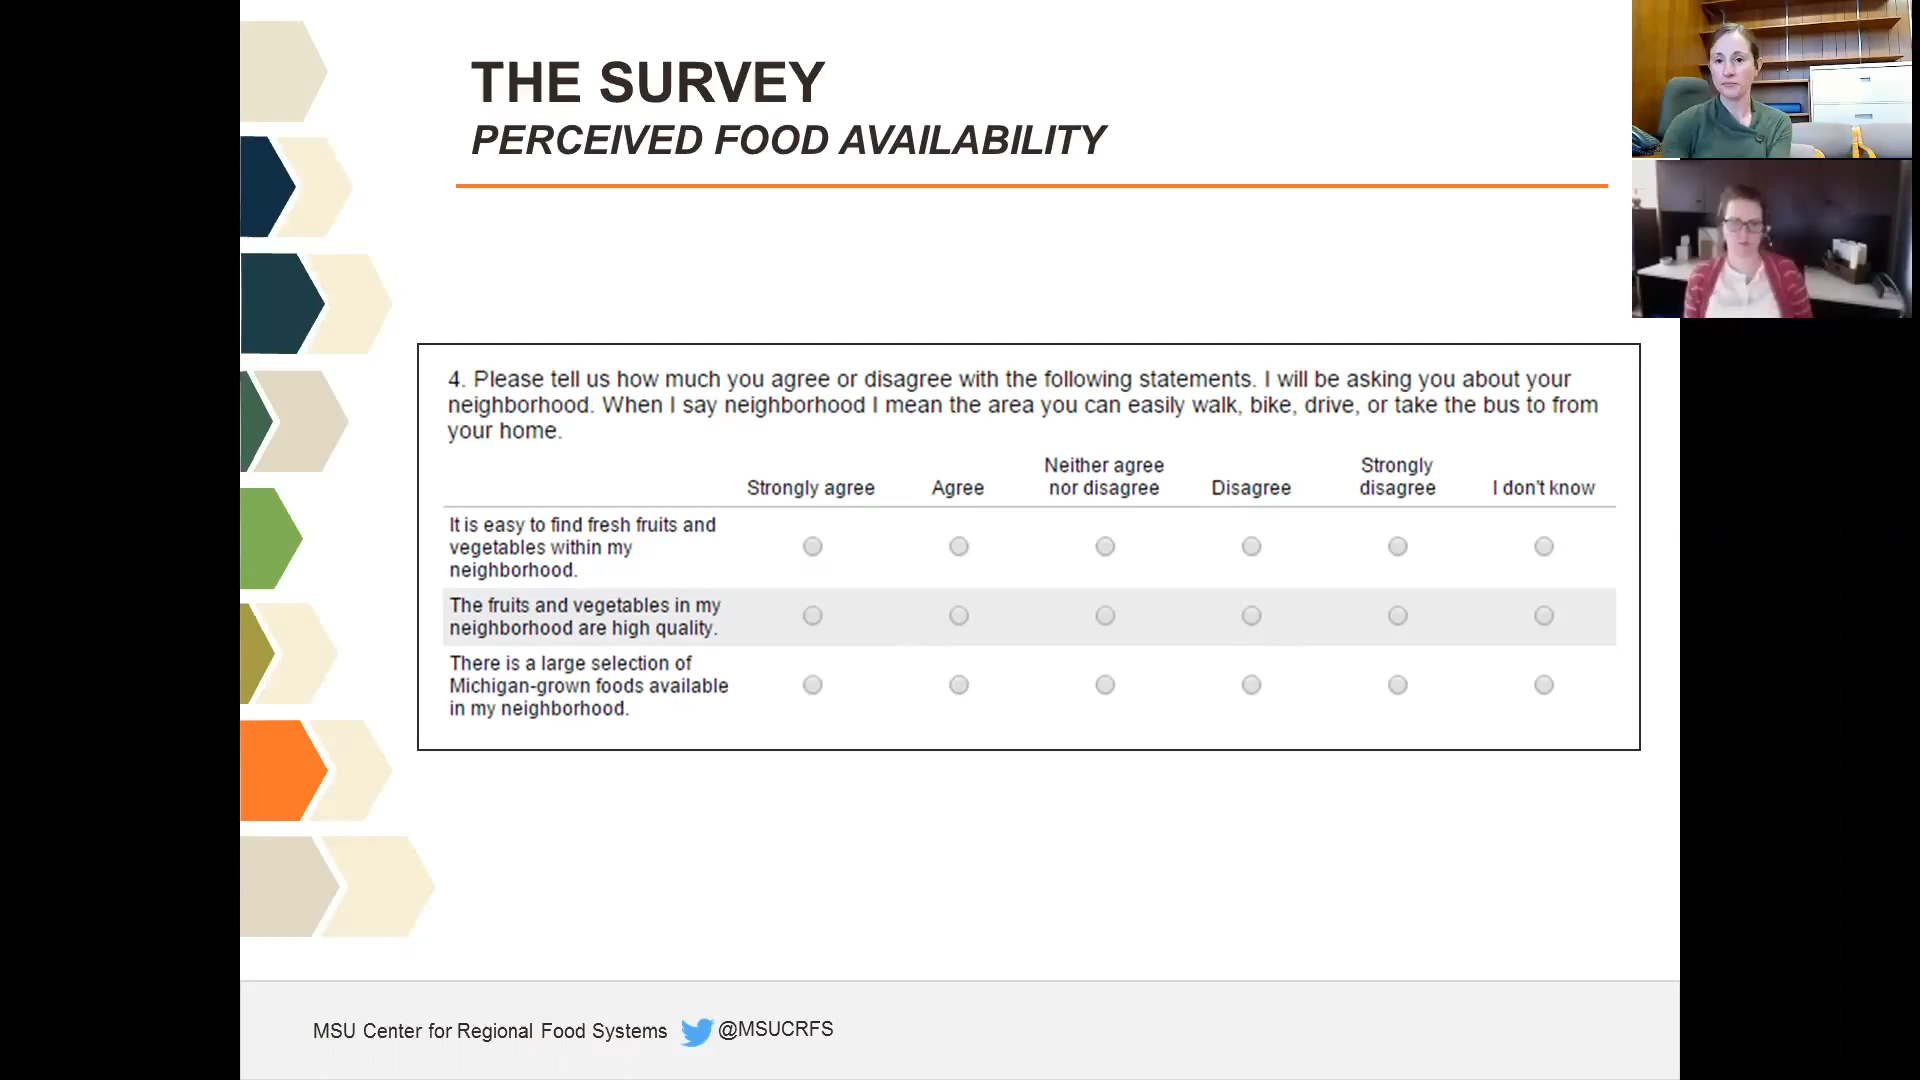 THE SURVEY
PERCEIVED FOOD AVAILABILITY
4. Please tell us how much you agree or disagree with the following statements. I will be asking you about your
neighborhood. When I say neighborhood I mean the area you can easily walk, bike, drive, or take the bus to from
your home.
Strongly agree Agree Neither agree nor disagree Disagree Strongly disagree I don't know
It is easy to find fresh fruits and
vegetables within my
neighborhood.
The fruits and vegetables in my
neighborhood are high quality.
There is a large selection of
Michigan-grown foods available
in my neighborhood.
MSU Center for Regional Food Systems @MSUCRFS